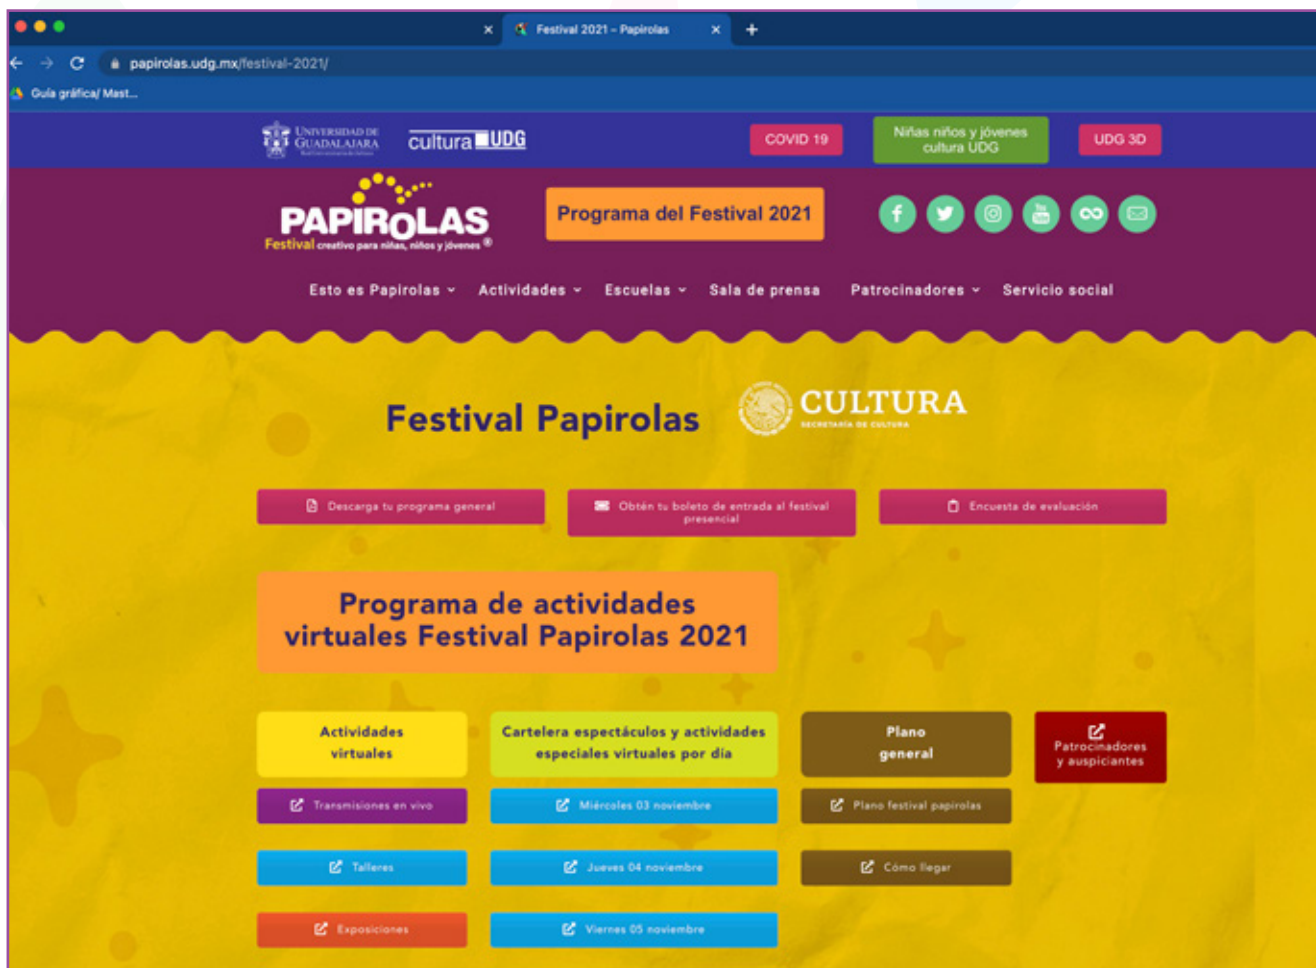 Festival 2021 – Papirolas
papirolas.udg.mx/festival-2021/
Guía gráfica/ Mast...
UNIVERSIDAD DE
GUADALAJARA
cultura UDG
COVID 19
Niñas niños y jóvenes
cultura UDG
UDG 3D
PAPIROLAS
Festival creativo para niñas, niños y jóvenes ®
Programa del Festival 2021
Esto es Papirolas
Actividades
Escuelas
Sala de prensa
Patrocinadores
Servicio social
Festival Papirolas
CULTURA
SECRETARÍA DE CULTURA
Descarga tu programa general
Obtén tu boleto de entrada al festival
presencial
Encuesta de evaluación
Programa de actividades
virtuales Festival Papirolas 2021
Actividades
virtuales
Cartelera espectáculos y actividades
especiales virtuales por día
Plano
general
Patrocinadores
y auspiciantes
Transmisiones en vivo
Miércoles 03 noviembre
Plano festival papirolas
Talleres
Jueves 04 noviembre
Cómo llegar
Exposiciones
Viernes 05 noviembre